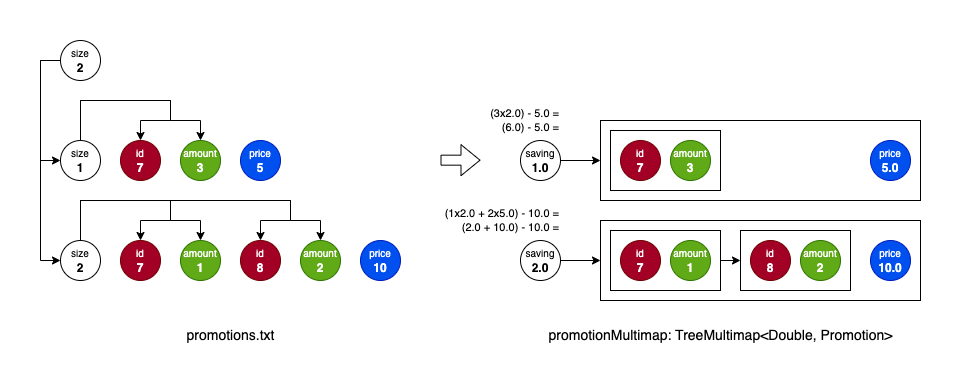 size
2
size
1
id
7
amount
3
price
5
size
2
id
7
amount
1
id
8
amount
2
price
10
promotions.txt
(3x2.0) - 5.0 =
(6.0) - 5.0 =
saving
1.0
id
7
amount
3
price
5.0
(1x2.0 + 2x5.0) - 10.0 =
(2.0 + 10.0) - 10.0 =
saving
2.0
id
7
amount
1
id
8
amount
2
price
10.0
promotionMultimap: TreeMultimap<Double, Promotion>